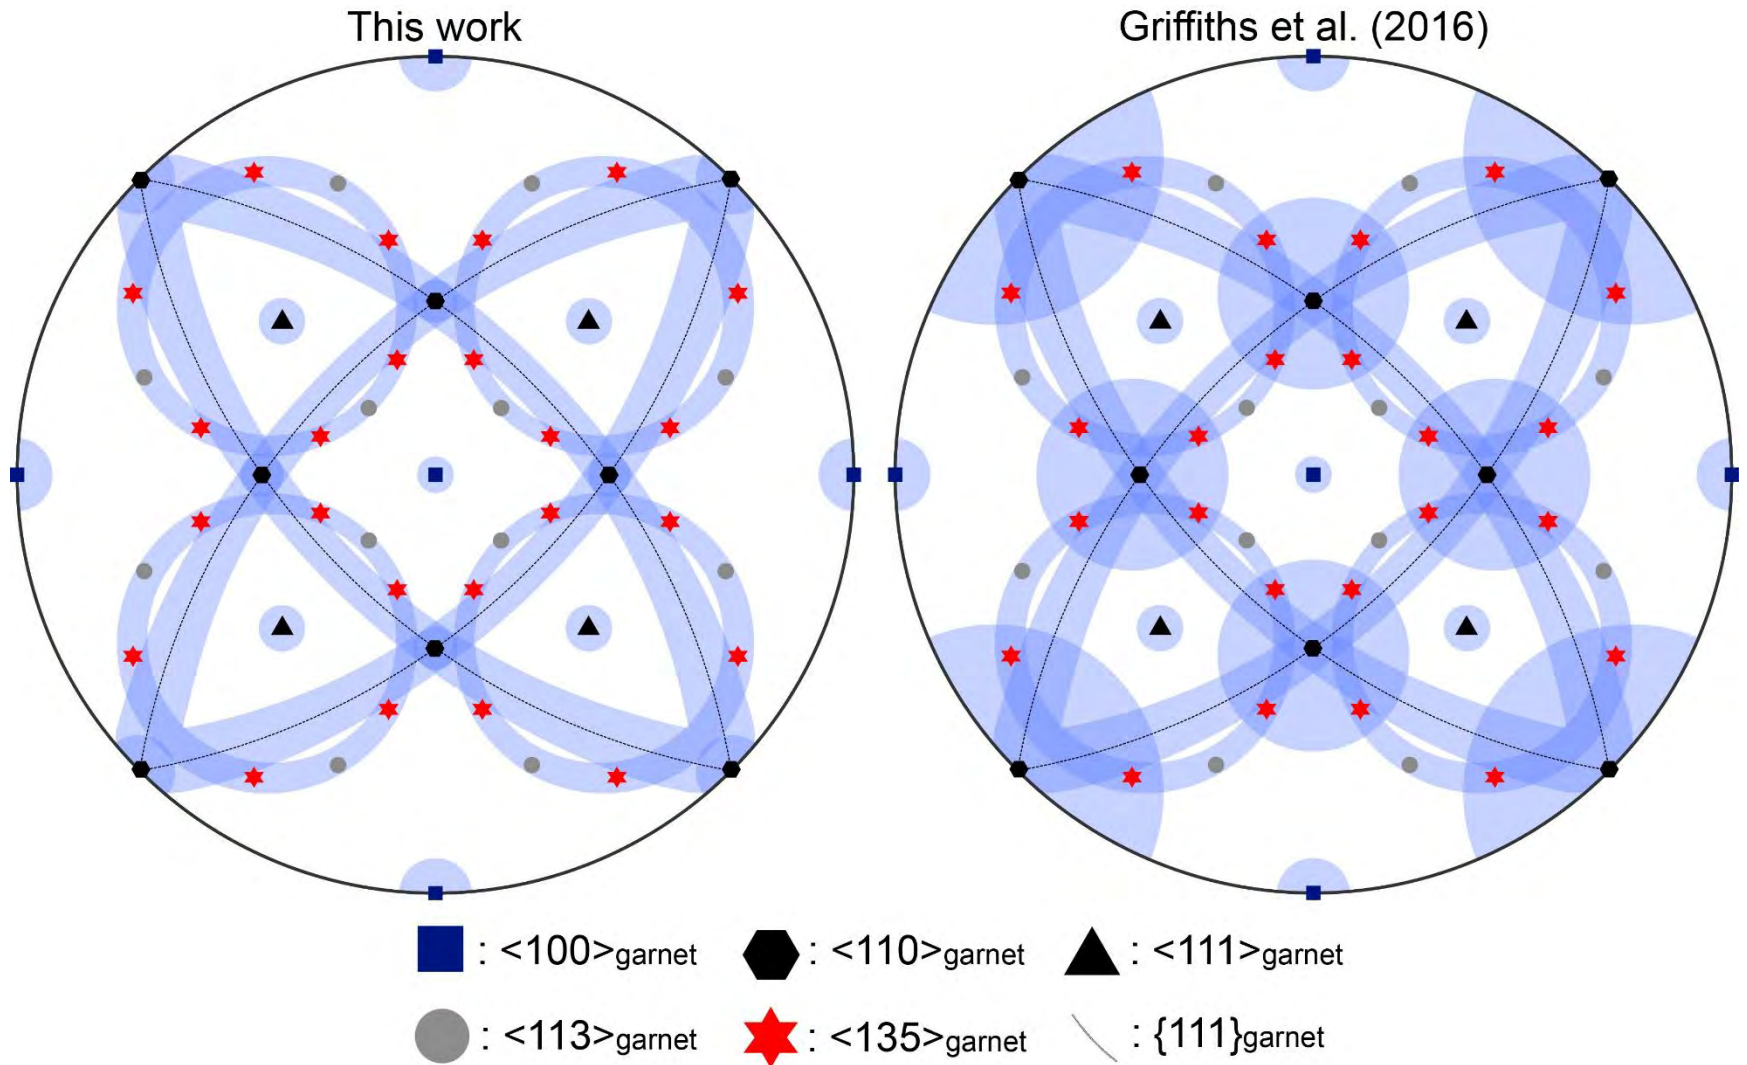 This work
Griffiths et al. (2016)
: <100>garnet
: <110>garnet
: <111>garnet
: <113>garnet
: <135>garnet
: {111}garnet